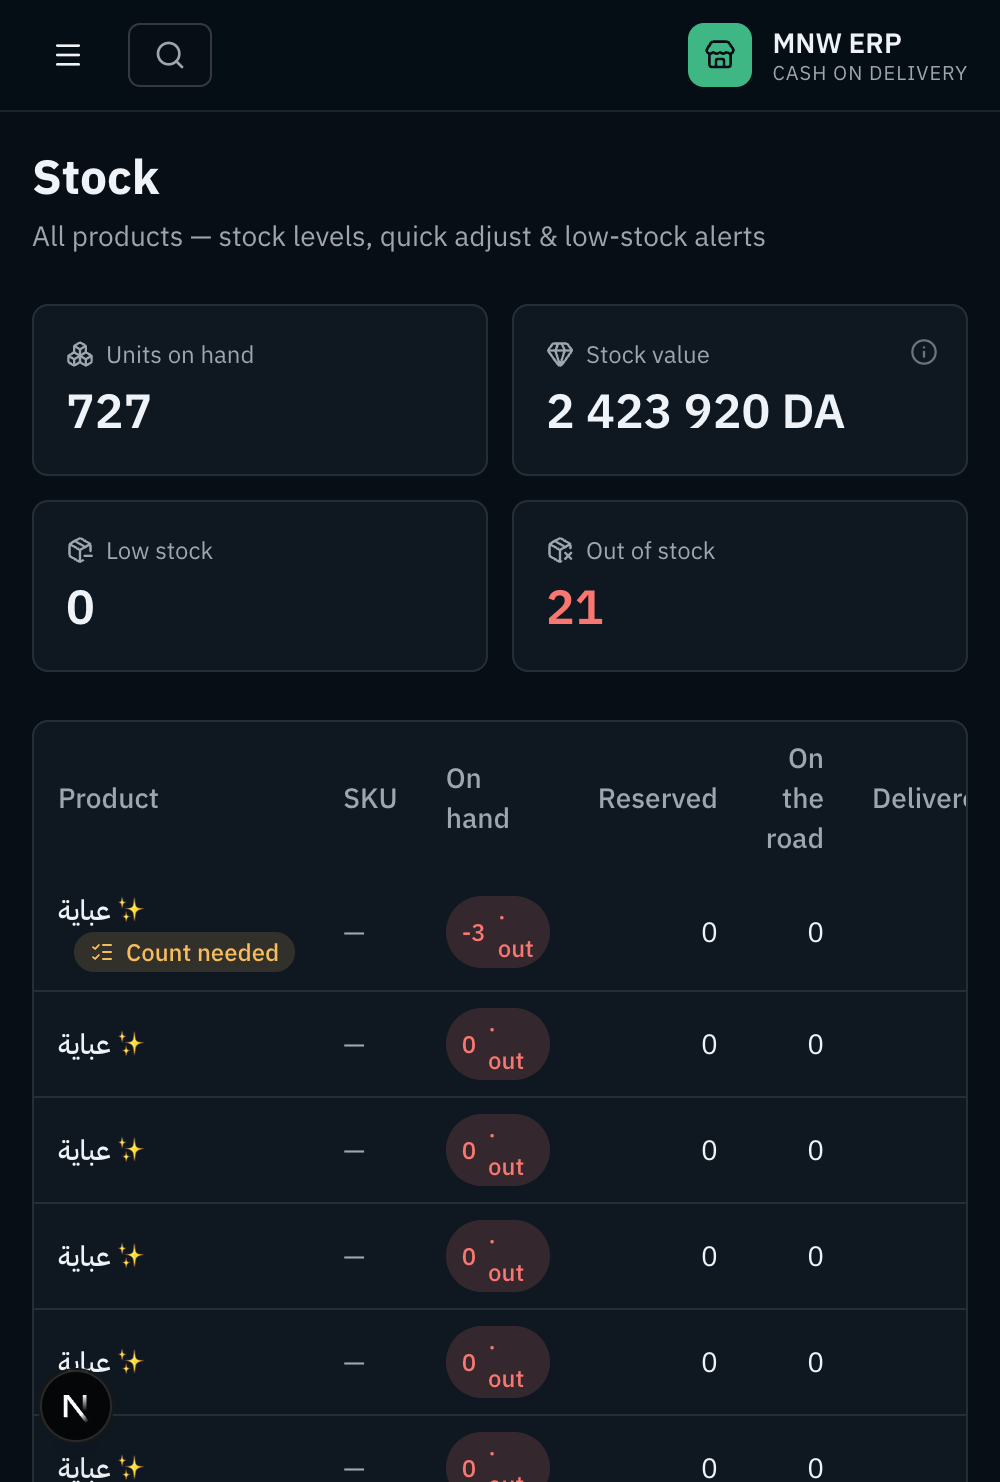 MNW ERP
CASH ON DELIVERY
Stock
All products — stock levels, quick adjust & low-stock alerts
Units on hand
727
Stock value
2 423 920 DA
Low stock
0
Out of stock
21
Product SKU On hand Reserved On the road Delivere
عباية ✨ — -3 · out 0 0
Count needed
عباية ✨ — 0 · out 0 0
عباية ✨ — 0 · out 0 0
عباية ✨ — 0 · out 0 0
عباية ✨ — 0 · out 0 0
N
عباية ✨ — 0 · out 0 0